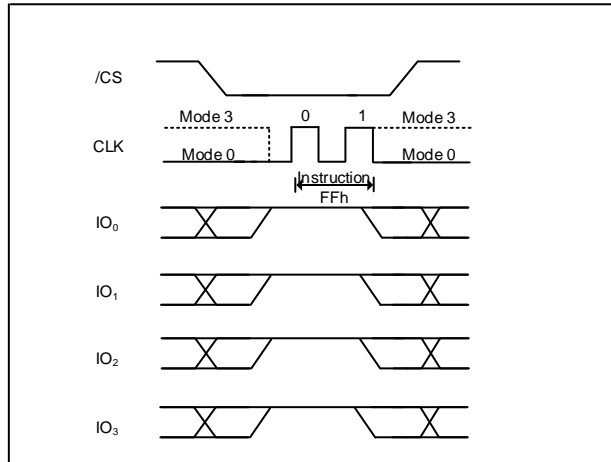 /CS
Mode 3 0 1 Mode 3
CLK
Mode 0 Mode 0
Instruction
FFh
IO₀
IO₁
IO₂
IO₃